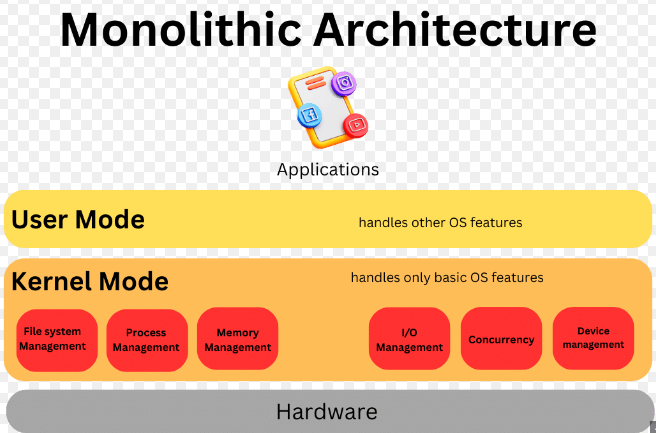 Monolithic Architecture
Applications
User Mode
handles other OS features
Kernel Mode
handles only basic OS features
File system
Management
Process
Management
Memory
Management
I/O
Management
Concurrency
Device
management
Hardware